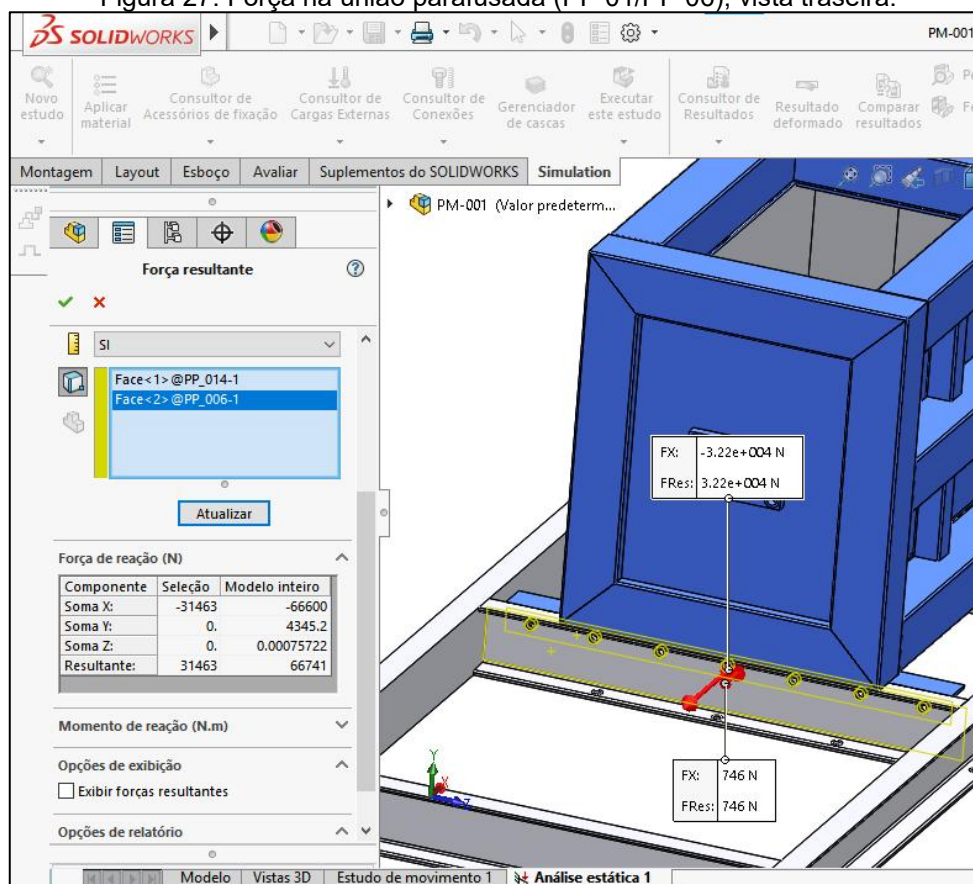 Figura 27: Força na união parafusada (PP 01/PP 06), vista traseira.
SOLIDWORKS
PM-001
Novo estudo
Aplicar material
Consultor de Acessórios de fixação
Consultor de Cargas Externas
Consultor de Conexões
Gerenciador de cascas
Executar este estudo
Consultor de Resultados
Resultado deformado
Comparar resultados
Montagem Layout Esboço Avaliar Suplementos do SOLIDWORKS Simulation
PM-001 (Valor predeterm...
Força resultante
SI
Face<1>@PP_014-1
Face<2>@PP_006-1
Atualizar
Força de reação (N)
Componente Seleção Modelo inteiro
Soma X: -31463 -66600
Soma Y: 0. 4345.2
Soma Z: 0. 0.00075722
Resultante: 31463 66741
Momento de reação (N.m)
Opções de exibição
Exibir forças resultantes
Opções de relatório
FX: -3.22e+004 N
FRes: 3.22e+004 N
FX: 746 N
FRes: 746 N
Y
X
Z
Modelo Vistas 3D Estudo de movimento 1 Análise estática 1